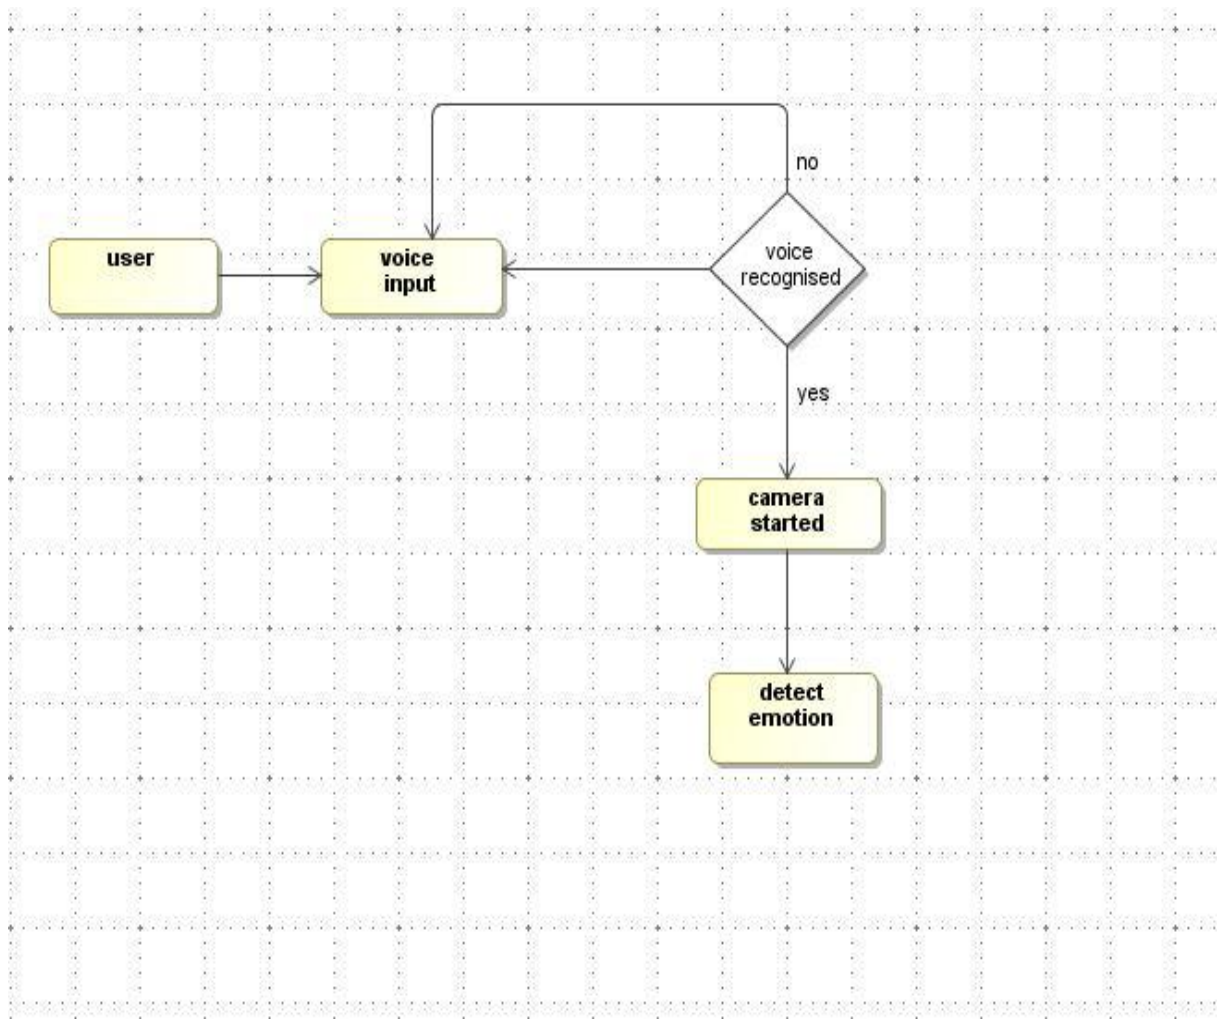 no
user
voice
input
voice
recognised
yes
camera
started
detect
emotion